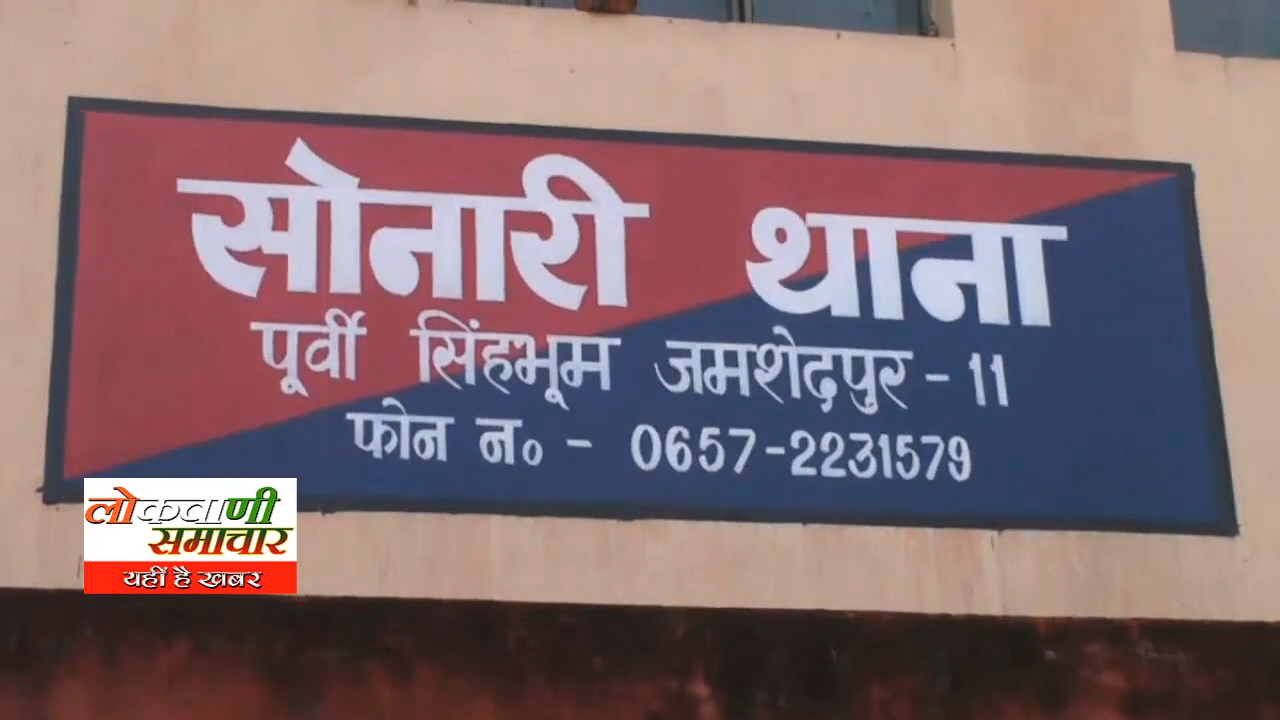 सोनारी थाना
पूर्वी सिंहभूम जमशेदपुर - 11
फोन न० - 0657-2231579
लोकवाणी
समाचार
यहीं है खबर